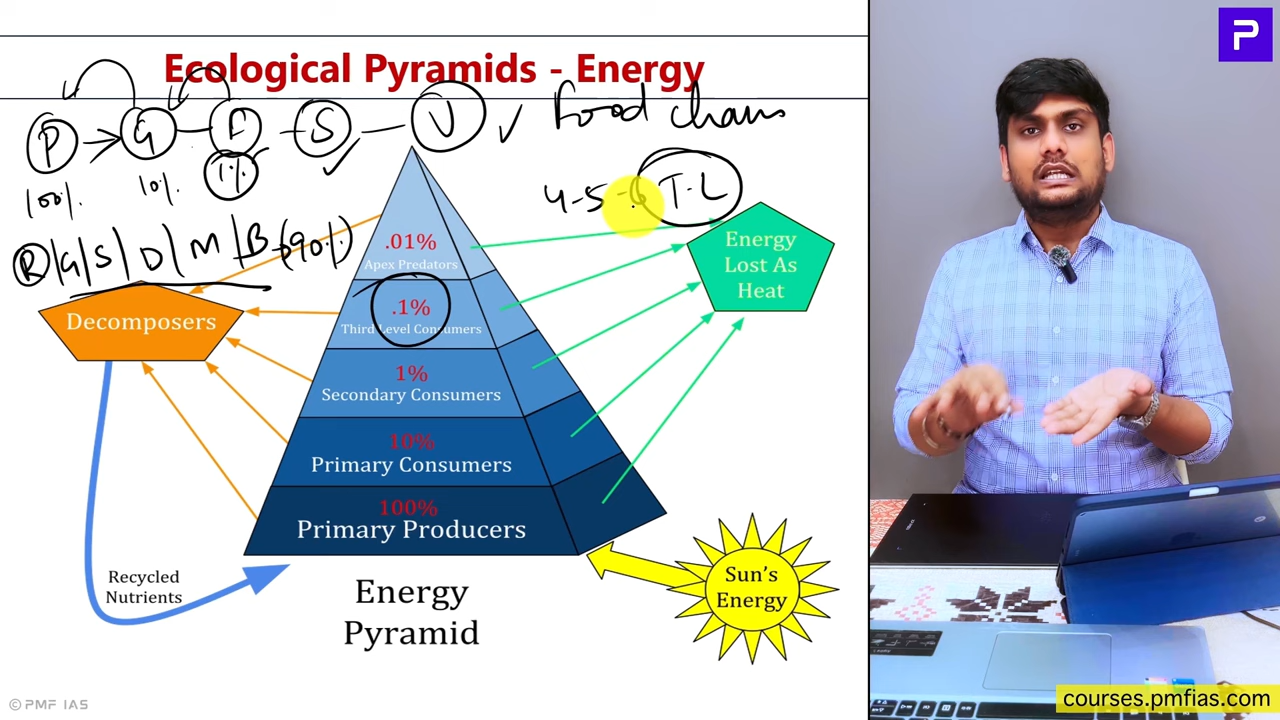 P
Ecological Pyramids - Energy
P → G — F — S — V ✓ Food chains
100% 10% 1% ✓
4-5-6 T-L
R/G/S/D/M/B (90%)
.01%
Apex Predators
Energy
Lost As
Heat
.1%
Third Level Consumers
Decomposers
1%
Secondary Consumers
10%
Primary Consumers
100%
Primary Producers
Recycled
Nutrients
Sun's
Energy
Energy
Pyramid
© PMF IAS
courses.pmfias.com